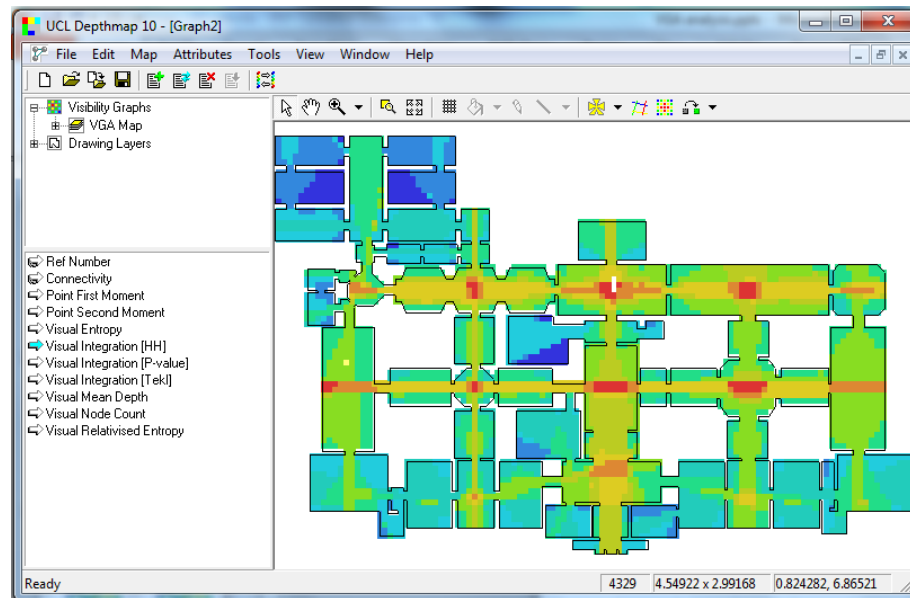 UCL Depthmap 10 - [Graph2]
File Edit Map Attributes Tools View Window Help
Visibility Graphs
VGA Map
Drawing Layers
Ref Number
Connectivity
Point First Moment
Point Second Moment
Visual Entropy
Visual Integration [HH]
Visual Integration [P-value]
Visual Integration [Tekl]
Visual Mean Depth
Visual Node Count
Visual Relativised Entropy
Ready 4329 4.54922 x 2.99168 0.824282, 6.86521